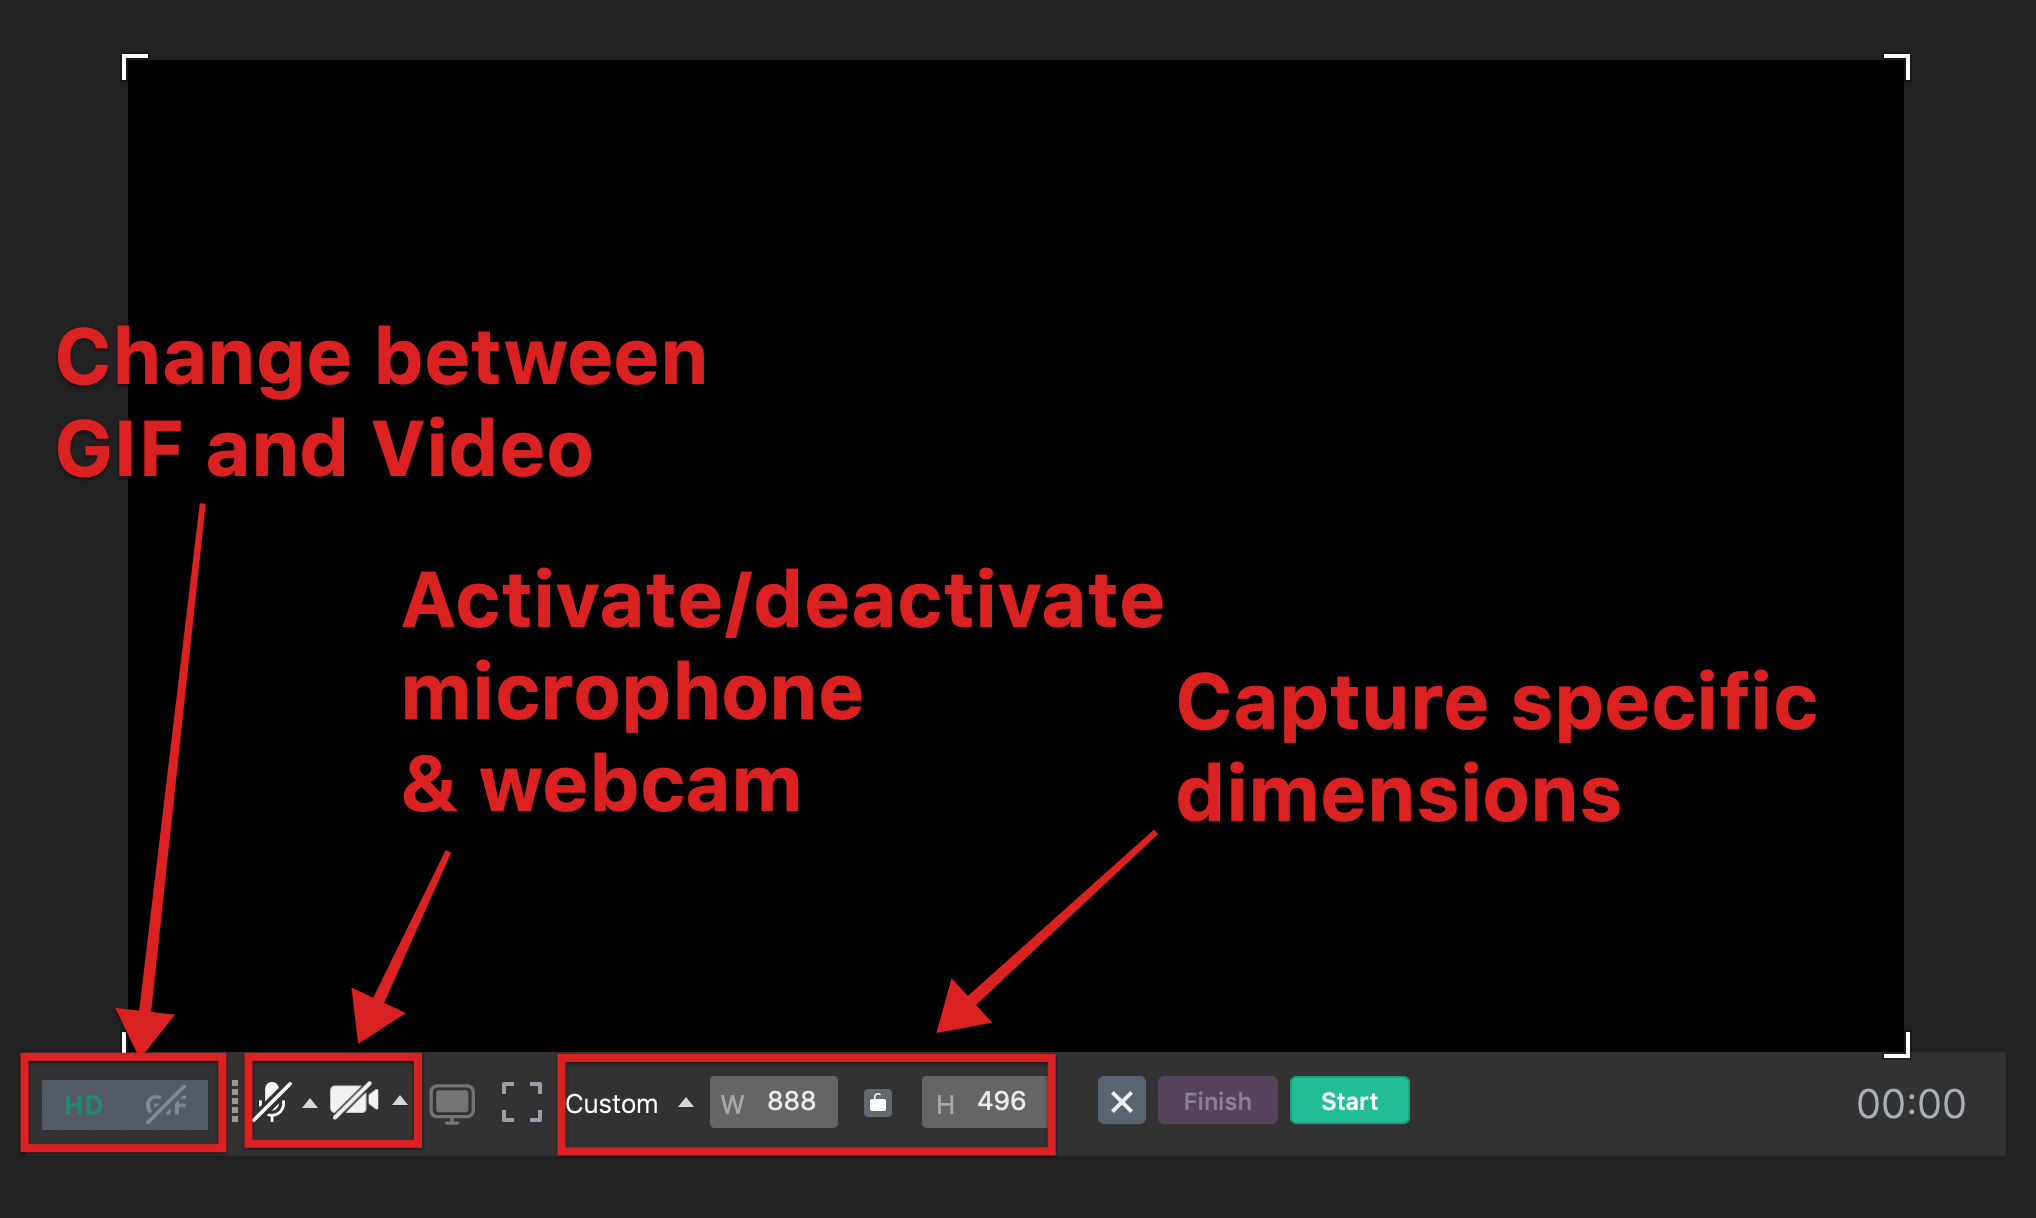 Change between
GIF and Video
Activate/deactivate
microphone
& webcam
Capture specific
dimensions
HD GIF Custom W 888 H 496 Finish Start 00:00